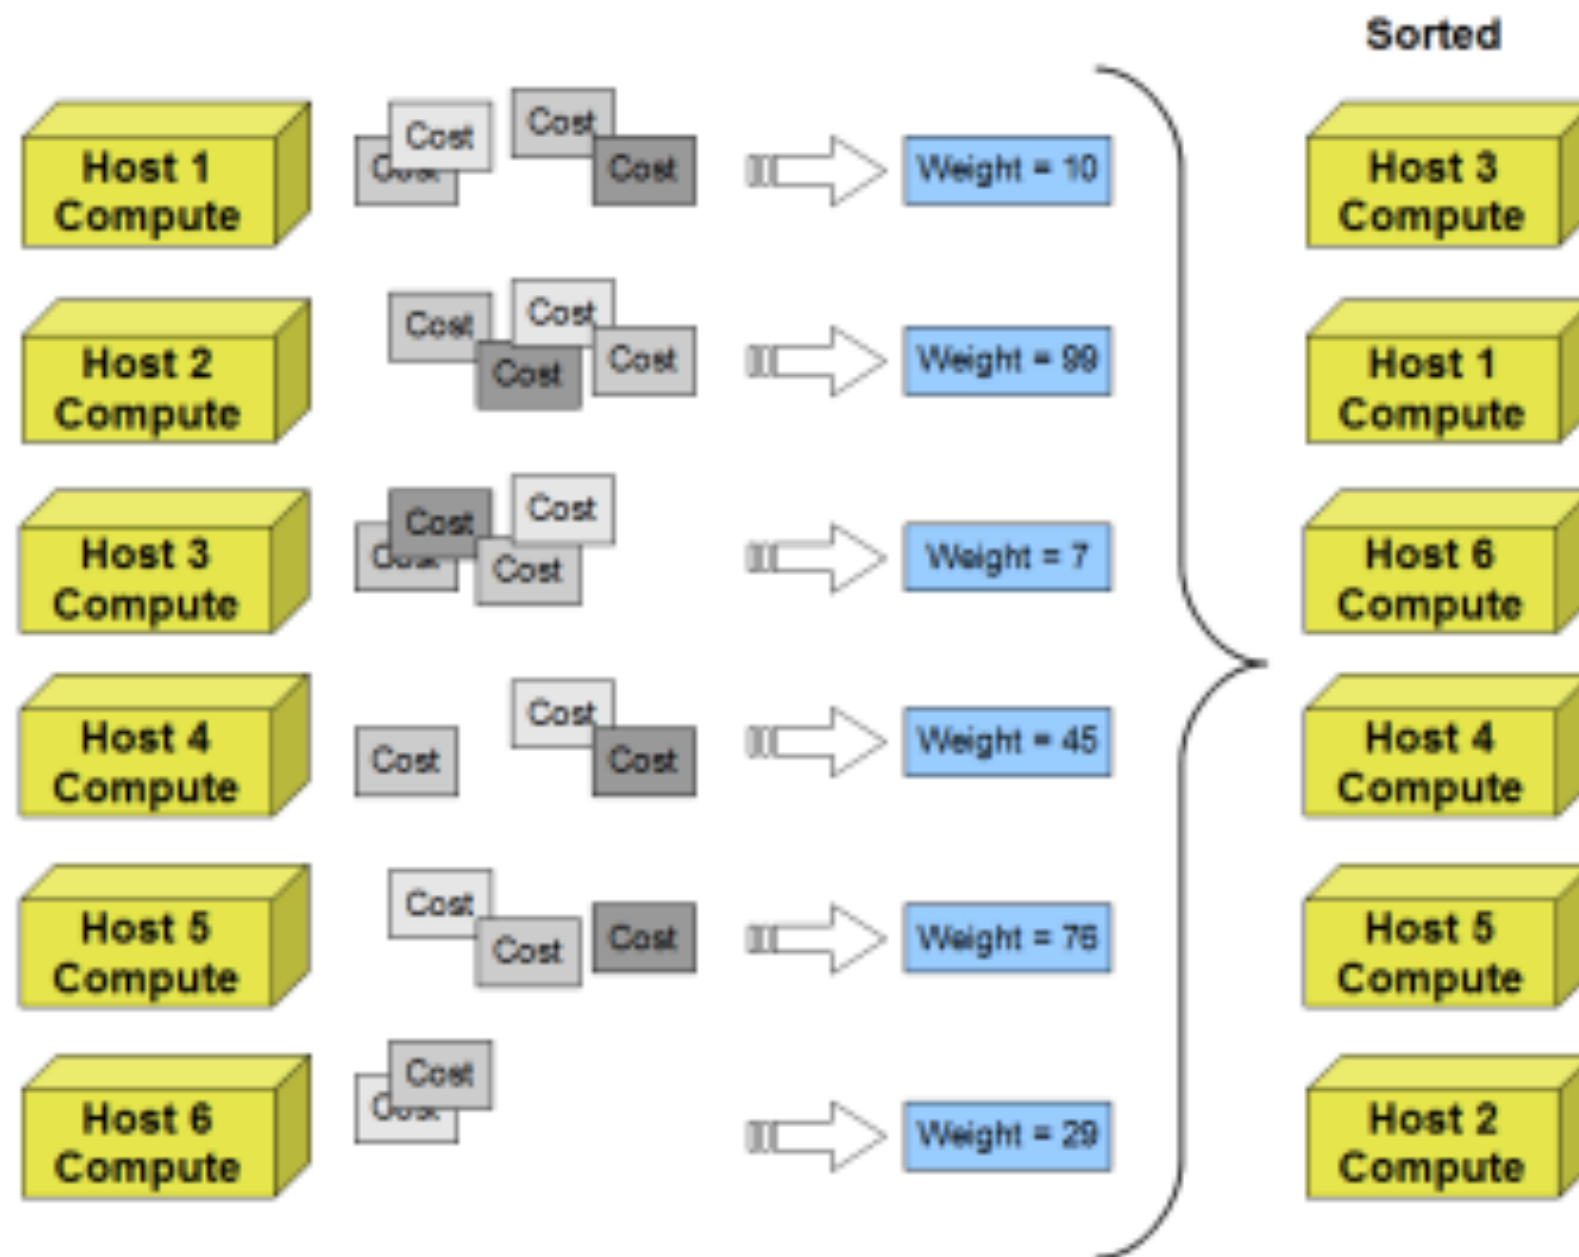 Sorted
Host 1
Compute
Cost
Cost
Cost
Cost
Weight = 10
Host 3
Compute
Host 2
Compute
Cost
Cost
Cost
Cost
Weight = 99
Host 1
Compute
Host 3
Compute
Cost
Cost
Cost
Cost
Weight = 7
Host 6
Compute
Host 4
Compute
Cost
Cost
Cost
Weight = 45
Host 4
Compute
Host 5
Compute
Cost
Cost
Cost
Weight = 76
Host 5
Compute
Host 6
Compute
Cost
Cost
Weight = 29
Host 2
Compute